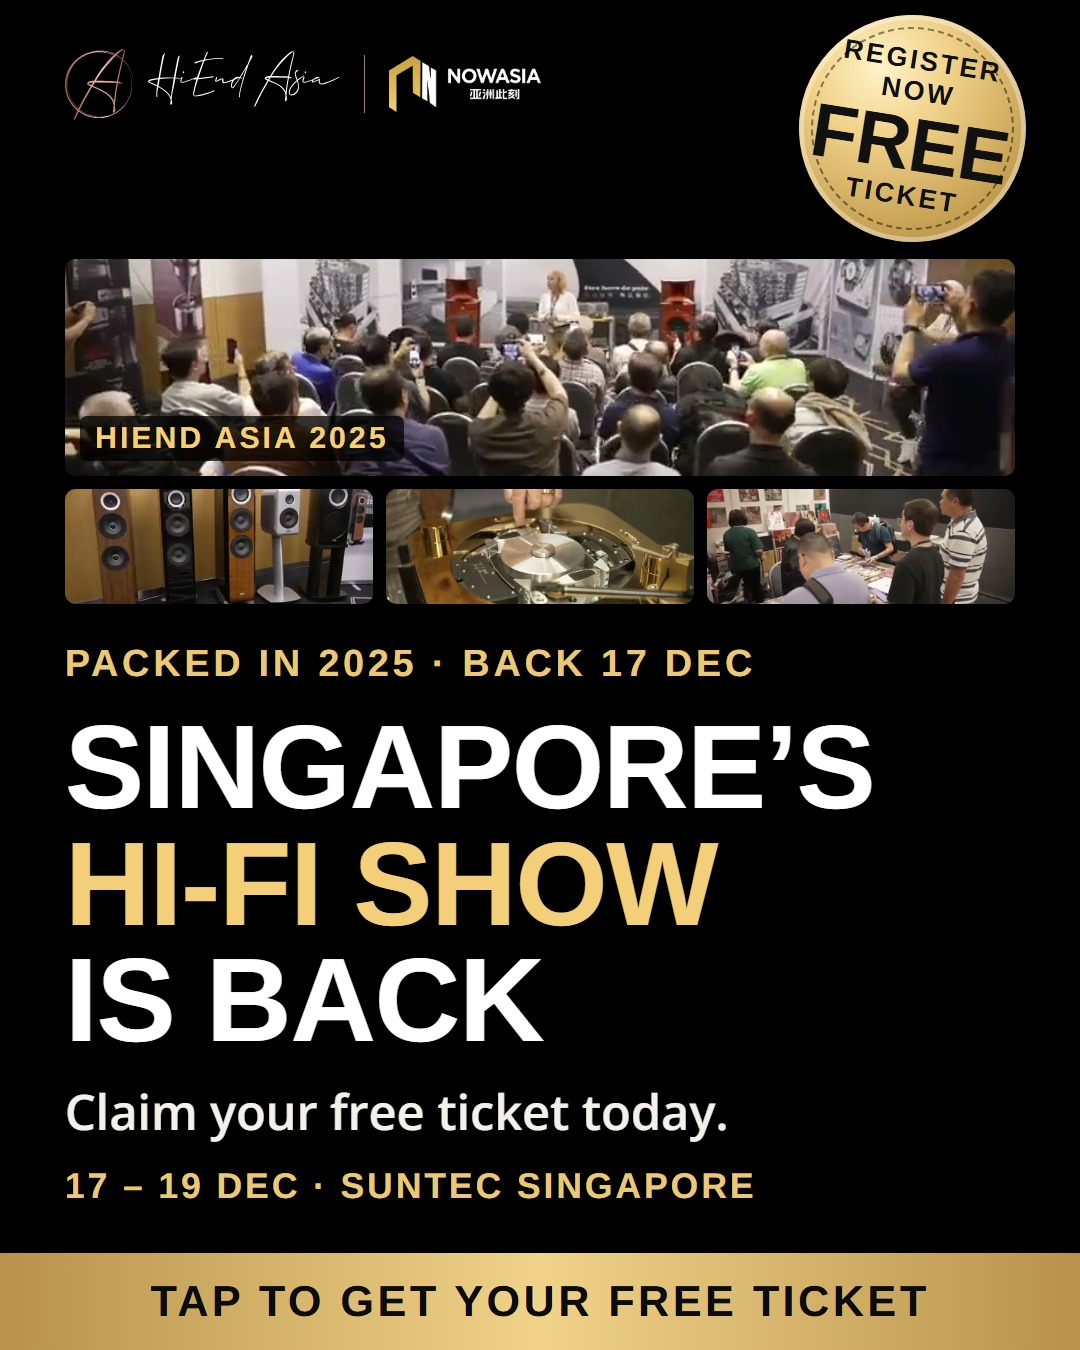 HiEnd Asia
NOWASIA
亚洲此刻
REGISTER
NOW
FREE
TICKET
HIEND ASIA 2025
PACKED IN 2025 · BACK 17 DEC
SINGAPORE’S
HI-FI SHOW
IS BACK
Claim your free ticket today.
17 – 19 DEC · SUNTEC SINGAPORE
TAP TO GET YOUR FREE TICKET